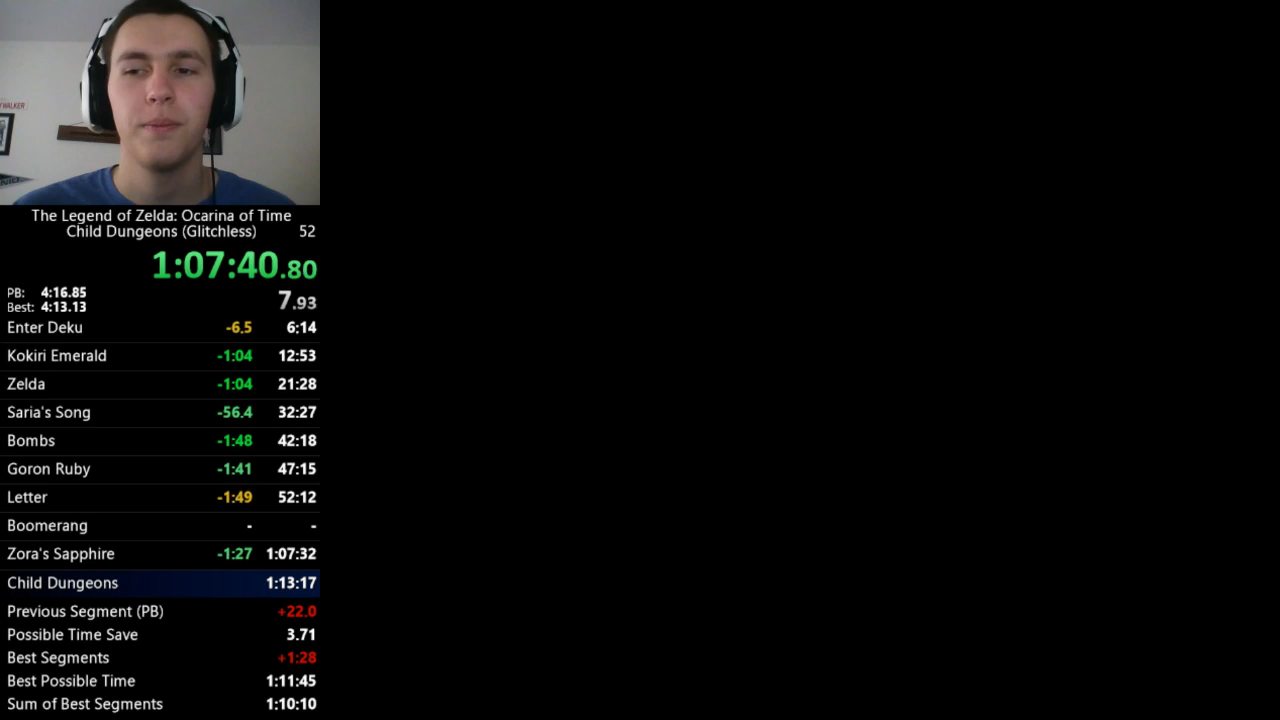 WALKER
The Legend of Zelda: Ocarina of Time
Child Dungeons (Glitchless) 52
1:07:40.80
PB: 4:16.85
7.93
Best: 4:13.13
Enter Deku -6.5 6:14
Kokiri Emerald -1:04 12:53
Zelda -1:04 21:28
Saria's Song -56.4 32:27
Bombs -1:48 42:18
Goron Ruby -1:41 47:15
Letter -1:49 52:12
Boomerang - -
Zora's Sapphire -1:27 1:07:32
Child Dungeons 1:13:17
Previous Segment (PB) +22.0
Possible Time Save 3.71
Best Segments +1:28
Best Possible Time 1:11:45
Sum of Best Segments 1:10:10